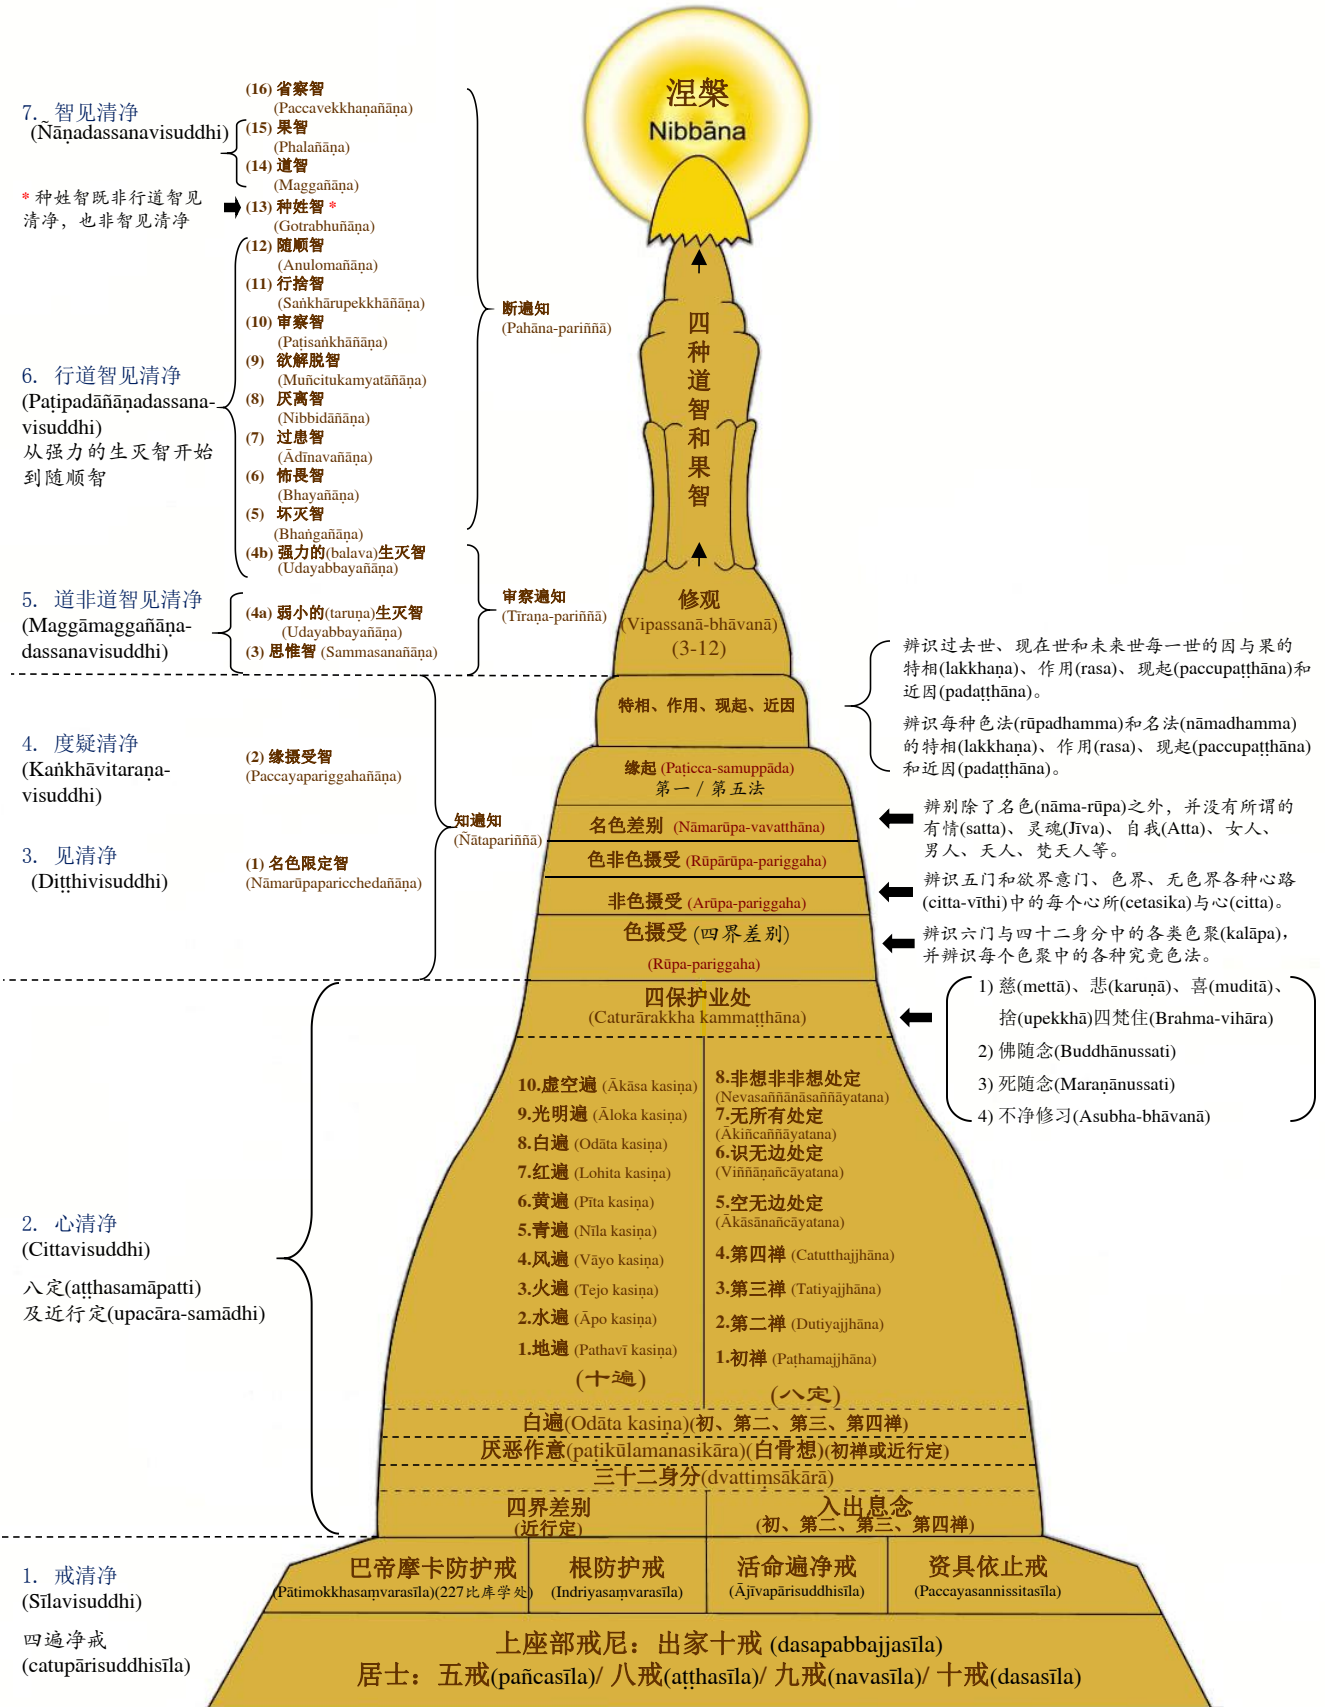 涅槃
Nibbāna
四
种
道
智
和
果
智
修观
(Vipassanā-bhāvanā)
(3-12)
特相、作用、现起、近因
缘起 (Paṭicca-samuppāda)
第一 / 第五法
名色差别 (Nāmarūpa-vavatthāna)
色非色摄受 (Rūpārūpa-pariggaha)
非色摄受 (Arūpa-pariggaha)
色摄受 (四界差别)
(Rūpa-pariggaha)
四保护业处
(Caturārakkha kammaṭṭhāna)
10.虚空遍 (Ākāsa kasiṇa)
9.光明遍 (Āloka kasiṇa)
8.白遍 (Odāta kasiṇa)
7.红遍 (Lohita kasiṇa)
6.黄遍 (Pīta kasiṇa)
5.青遍 (Nīla kasiṇa)
4.风遍 (Vāyo kasiṇa)
3.火遍 (Tejo kasiṇa)
2.水遍 (Āpo kasiṇa)
1.地遍 (Pathavī kasiṇa)
(十遍)
8.非想非非想处定
(Nevasaññānāsaññāyatana)
7.无所有处定
(Ākiñcaññāyatana)
6.识无边处定
(Viññāṇañcāyatana)
5.空无边处定
(Ākāsānañcāyatana)
4.第四禅 (Catutthajjhāna)
3.第三禅 (Tatiyajjhāna)
2.第二禅 (Dutiyajjhāna)
1.初禅 (Paṭhamajjhāna)
(八定)
白遍(Odāta kasiṇa)(初、第二、第三、第四禅)
厌恶作意(paṭikūlamanasikāra)(白骨想)(初禅或近行定)
三十二身分(dvattiṃsākārā)
四界差别
(近行定)
入出息念
(初、第二、第三、第四禅)
巴帝摩卡防护戒
(Pātimokkhasaṃvarasīla)(227比库学处)
根防护戒
(Indriyasaṃvarasīla)
活命遍净戒
(Ājīvapārisuddhisīla)
资具依止戒
(Paccayasannissitasīla)
上座部戒尼：出家十戒 (dasapabbajjasīla)
居士：五戒(pañcasīla)/ 八戒(aṭṭhasīla)/ 九戒(navasīla)/ 十戒(dasasīla)
7. 智见清净
(Ñāṇadassanavisuddhi)
* 种姓智既非行道智见
清净，也非智见清净
6. 行道智见清净
(Paṭipadāñāṇadassana-
visuddhi)
从强力的生灭智开始
到随顺智
5. 道非道智见清净
(Maggāmaggañāṇa-
dassanavisuddhi)
4. 度疑清净
(Kaṅkhāvitaraṇa-
visuddhi)
3. 见清净
(Diṭṭhivisuddhi)
2. 心清净
(Cittavisuddhi)
八定(aṭṭhasamāpatti)
及近行定(upacāra-samādhi)
1. 戒清净
(Sīlavisuddhi)
四遍净戒
(catupārisuddhisīla)
(16) 省察智
(Paccavekkhaṇañāṇa)
(15) 果智
(Phalañāṇa)
(14) 道智
(Maggañāṇa)
(13) 种姓智 *
(Gotrabhuñāṇa)
(12) 随顺智
(Anulomañāṇa)
(11) 行捨智
(Saṅkhārupekkhāñāṇa)
(10) 审察智
(Paṭisaṅkhāñāṇa)
(9) 欲解脱智
(Muñcitukamyatāñāṇa)
(8) 厌离智
(Nibbidāñāṇa)
(7) 过患智
(Ādīnavañāṇa)
(6) 怖畏智
(Bhayañāṇa)
(5) 坏灭智
(Bhaṅgañāṇa)
(4b) 强力的(balava)生灭智
(Udayabbayañāṇa)
(4a) 弱小的(taruṇa)生灭智
(Udayabbayañāṇa)
(3) 思惟智 (Sammasanañāṇa)
(2) 缘摄受智
(Paccayapariggahañāṇa)
(1) 名色限定智
(Nāmarūpaparicchedañāṇa)
断遍知
(Pahāna-pariññā)
审察遍知
(Tīraṇa-pariññā)
知遍知
(Ñātapariññā)
辨识过去世、现在世和未来世每一世的因与果的
特相(lakkhaṇa)、作用(rasa)、现起(paccupaṭṭhāna)和
近因(padaṭṭhāna)。
辨识每种色法(rūpadhamma)和名法(nāmadhamma)
的特相(lakkhaṇa)、作用(rasa)、现起(paccupaṭṭhāna)
和近因(padaṭṭhāna)。
辨别除了名色(nāma-rūpa)之外，并没有所谓的
有情(satta)、灵魂(Jīva)、自我(Atta)、女人、
男人、天人、梵天人等。
辨识五门和欲界意门、色界、无色界各种心路
(citta-vīthi)中的每个心所(cetasika)与心(citta)。
辨识六门与四十二身分中的各类色聚(kalāpa)，
并辨识每个色聚中的各种究竟色法。
1) 慈(mettā)、悲(karuṇā)、喜(muditā)、
捨(upekkhā)四梵住(Brahma-vihāra)
2) 佛随念(Buddhānussati)
3) 死随念(Maraṇānussati)
4) 不净修习(Asubha-bhāvanā)